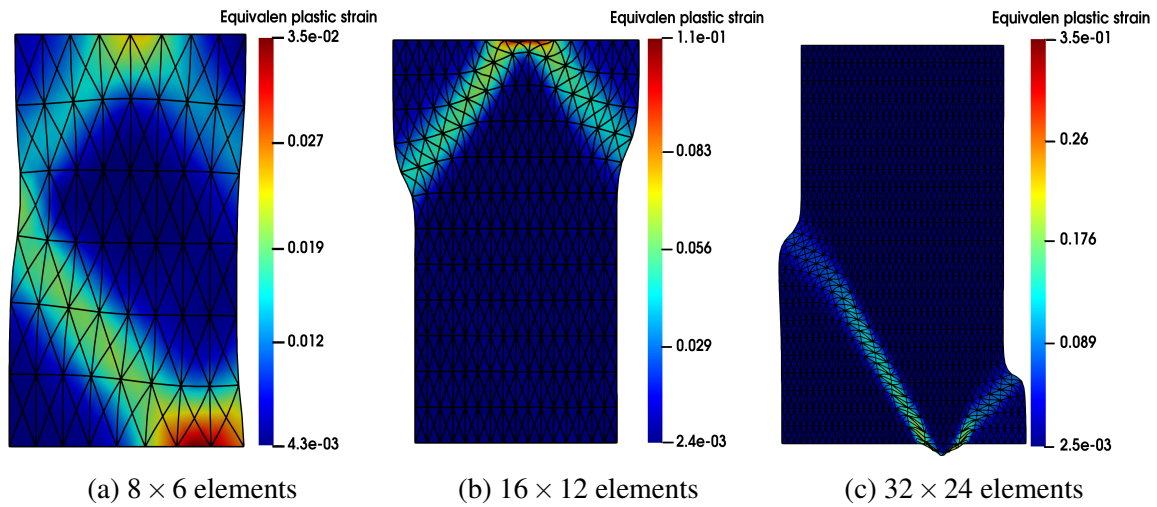 Equivalen plastic strain
3.5e-02
0.027
0.019
0.012
4.3e-03
(a) 8 × 6 elements
Equivalen plastic strain
1.1e-01
0.083
0.056
0.029
2.4e-03
(b) 16 × 12 elements
Equivalen plastic strain
3.5e-01
0.26
0.176
0.089
2.5e-03
(c) 32 × 24 elements